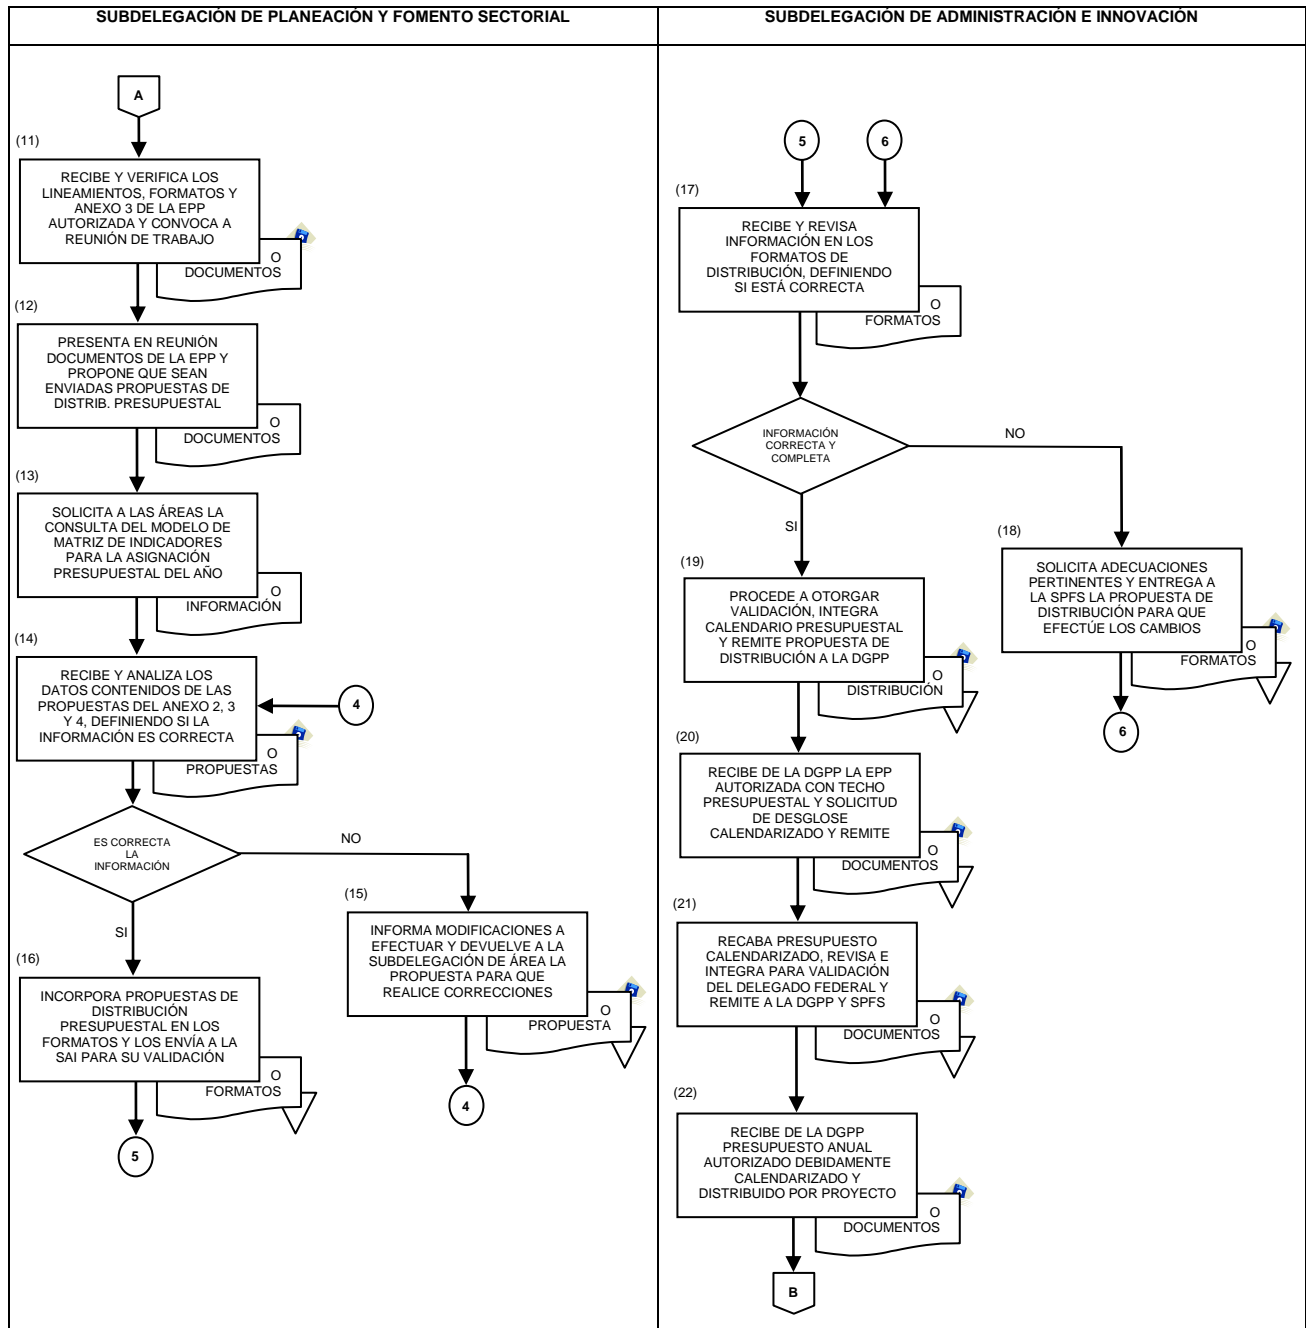 SUBDELEGACIÓN DE PLANEACIÓN Y FOMENTO SECTORIAL
A
(11)
RECIBE Y VERIFICA LOS
LINEAMIENTOS, FORMATOS Y
ANEXO 3 DE LA EPP
AUTORIZADA Y CONVOCA A
REUNIÓN DE TRABAJO
O
DOCUMENTOS
(12)
PRESENTA EN REUNIÓN
DOCUMENTOS DE LA EPP Y
PROPONE QUE SEAN
ENVIADAS PROPUESTAS DE
DISTRIB. PRESUPUESTAL
O
DOCUMENTOS
(13)
SOLICITA A LAS ÁREAS LA
CONSULTA DEL MODELO DE
MATRIZ DE INDICADORES
PARA LA ASIGNACIÓN
PRESUPUESTAL DEL AÑO
O
INFORMACIÓN
(14)
RECIBE Y ANALIZA LOS
DATOS CONTENIDOS DE LAS
PROPUESTAS DEL ANEXO 2, 3
Y 4, DEFINIENDO SI LA
INFORMACIÓN ES CORRECTA
4
O
PROPUESTAS
ES CORRECTA
LA
INFORMACIÓN
NO
SI
(15)
INFORMA MODIFICACIONES A
EFECTUAR Y DEVUELVE A LA
SUBDELEGACIÓN DE ÁREA LA
PROPUESTA PARA QUE
REALICE CORRECCIONES
O
PROPUESTA
4
(16)
INCORPORA PROPUESTAS DE
DISTRIBUCIÓN
PRESUPUESTAL EN LOS
FORMATOS Y LOS ENVÍA A LA
SAI PARA SU VALIDACIÓN
O
FORMATOS
5
SUBDELEGACIÓN DE ADMINISTRACIÓN E INNOVACIÓN
5
6
(17)
RECIBE Y REVISA
INFORMACIÓN EN LOS
FORMATOS DE
DISTRIBUCIÓN, DEFINIENDO
SI ESTÁ CORRECTA
O
FORMATOS
INFORMACIÓN
CORRECTA Y
COMPLETA
NO
SI
(18)
SOLICITA ADECUACIONES
PERTINENTES Y ENTREGA A
LA SPFS LA PROPUESTA DE
DISTRIBUCIÓN PARA QUE
EFECTÚE LOS CAMBIOS
O
FORMATOS
6
(19)
PROCEDE A OTORGAR
VALIDACIÓN, INTEGRA
CALENDARIO PRESUPUESTAL
Y REMITE PROPUESTA DE
DISTRIBUCIÓN A LA DGPP
O
DISTRIBUCIÓN
(20)
RECIBE DE LA DGPP LA EPP
AUTORIZADA CON TECHO
PRESUPUESTAL Y SOLICITUD
DE DESGLOSE
CALENDARIZADO Y REMITE
O
DOCUMENTOS
(21)
RECABA PRESUPUESTO
CALENDARIZADO, REVISA E
INTEGRA PARA VALIDACIÓN
DEL DELEGADO FEDERAL Y
REMITE A LA DGPP Y SPFS
O
DOCUMENTOS
(22)
RECIBE DE LA DGPP
PRESUPUESTO ANUAL
AUTORIZADO DEBIDAMENTE
CALENDARIZADO Y
DISTRIBUIDO POR PROYECTO
O
DOCUMENTOS
B